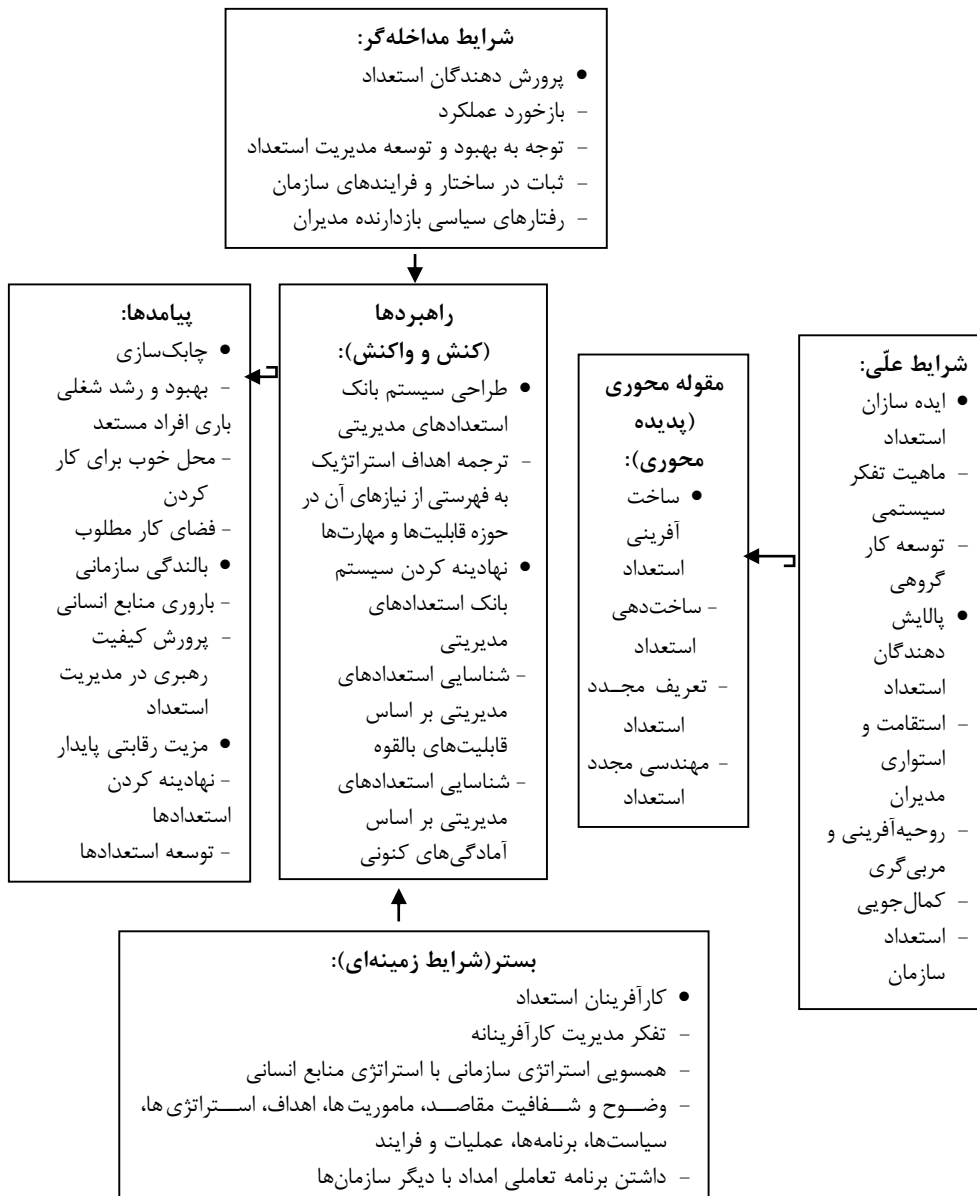 شرایط مداخله‌گر:
• پرورش دهندگان استعداد
- بازخورد عملکرد
- توجه به بهبود و توسعه مدیریت استعداد
- ثبات در ساختار و فرایندهای سازمان
- رفتارهای سیاسی بازدارنده مدیران
شرایط علّی:
• ایده سازان
استعداد
- ماهیت تفکر
سیستمی
- توسعه کار
گروهی
• پالایش
دهندگان
استعداد
- استقامت و
استواری
مدیران
- روحیه‌آفرینی و
مربی‌گری
- کمال‌جویی
- استعداد
سازمان
مقوله محوری
(پدیده
محوری):
• ساخت
آفرینی
استعداد
- ساخت‌دهی
استعداد
- تعریف مجـدد
استعداد
- مهندسی مجدد
استعداد
راهبردها
(کنش و واکنش):
• طراحی سیستم بانک
استعدادهای مدیریتی
- ترجمه اهداف استراتژیک
به فهرستی از نیازهای آن در
حوزه قابلیت‌ها و مهارت‌ها
• نهادینه کردن سیستم
بانک استعدادهای
مدیریتی
- شناسایی استعدادهای
مدیریتی بر اساس
قابلیت‌های بالقوه
- شناسایی استعدادهای
مدیریتی بر اساس
آمادگی‌های کنونی
پیامدها:
• چابک‌سازی
- بهبود و رشد شغلی
باری افراد مستعد
- محل خوب برای کار
کردن
- فضای کار مطلوب
• بالندگی سازمانی
- باروری منابع انسانی
- پرورش کیفیت
رهبری در مدیریت
استعداد
• مزیت رقابتی پایدار
- نهادینه کردن
استعدادها
- توسعه استعدادها
بستر(شرایط زمینه‌ای):
• کارآفرینان استعداد
- تفکر مدیریت کارآفرینانه
- همسویی استراتژی سازمانی با استراتژی منابع انسانی
- وضـوح و شـفافیت مقاصـد، ماموریت‌ها، اهداف، اسـتراتژی‌ها،
سیاست‌ها، برنامه‌ها، عملیات و فرایند
- داشتن برنامه تعاملی امداد با دیگر سازمان‌ها